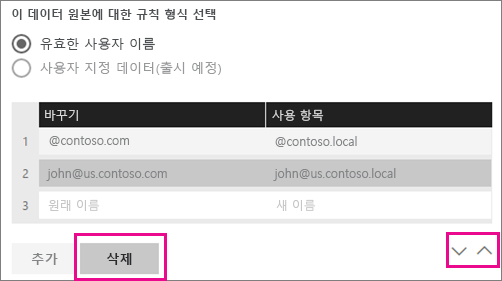 이 데이터 원본에 대한 규칙 형식 선택
유효한 사용자 이름
사용자 지정 데이터(출시 예정)
바꾸기 사용 항목
1 @contoso.com @contoso.local
2 john@us.contoso.com john@us.contoso.local
3 원래 이름 새 이름
추가 삭제